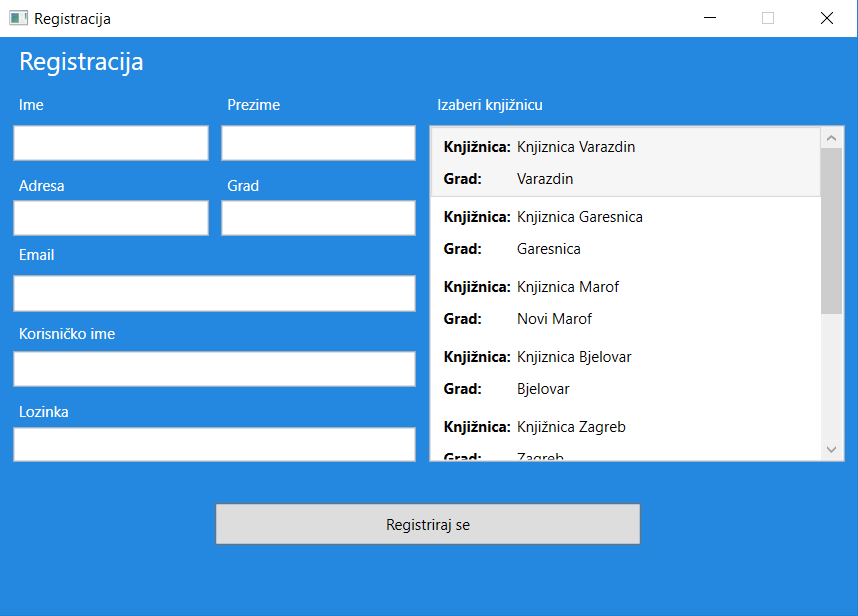 Registracija
Registracija
Ime
Prezime
Adresa
Grad
Email
Korisničko ime
Lozinka
Izaberi knjižnicu
Knjižnica: Knjiznica Varazdin
Grad: Varazdin
Knjižnica: Knjiznica Garesnica
Grad: Garesnica
Knjižnica: Knjiznica Marof
Grad: Novi Marof
Knjižnica: Knjiznica Bjelovar
Grad: Bjelovar
Knjižnica: Knjižnica Zagreb
Grad: Zagreb
Registriraj se